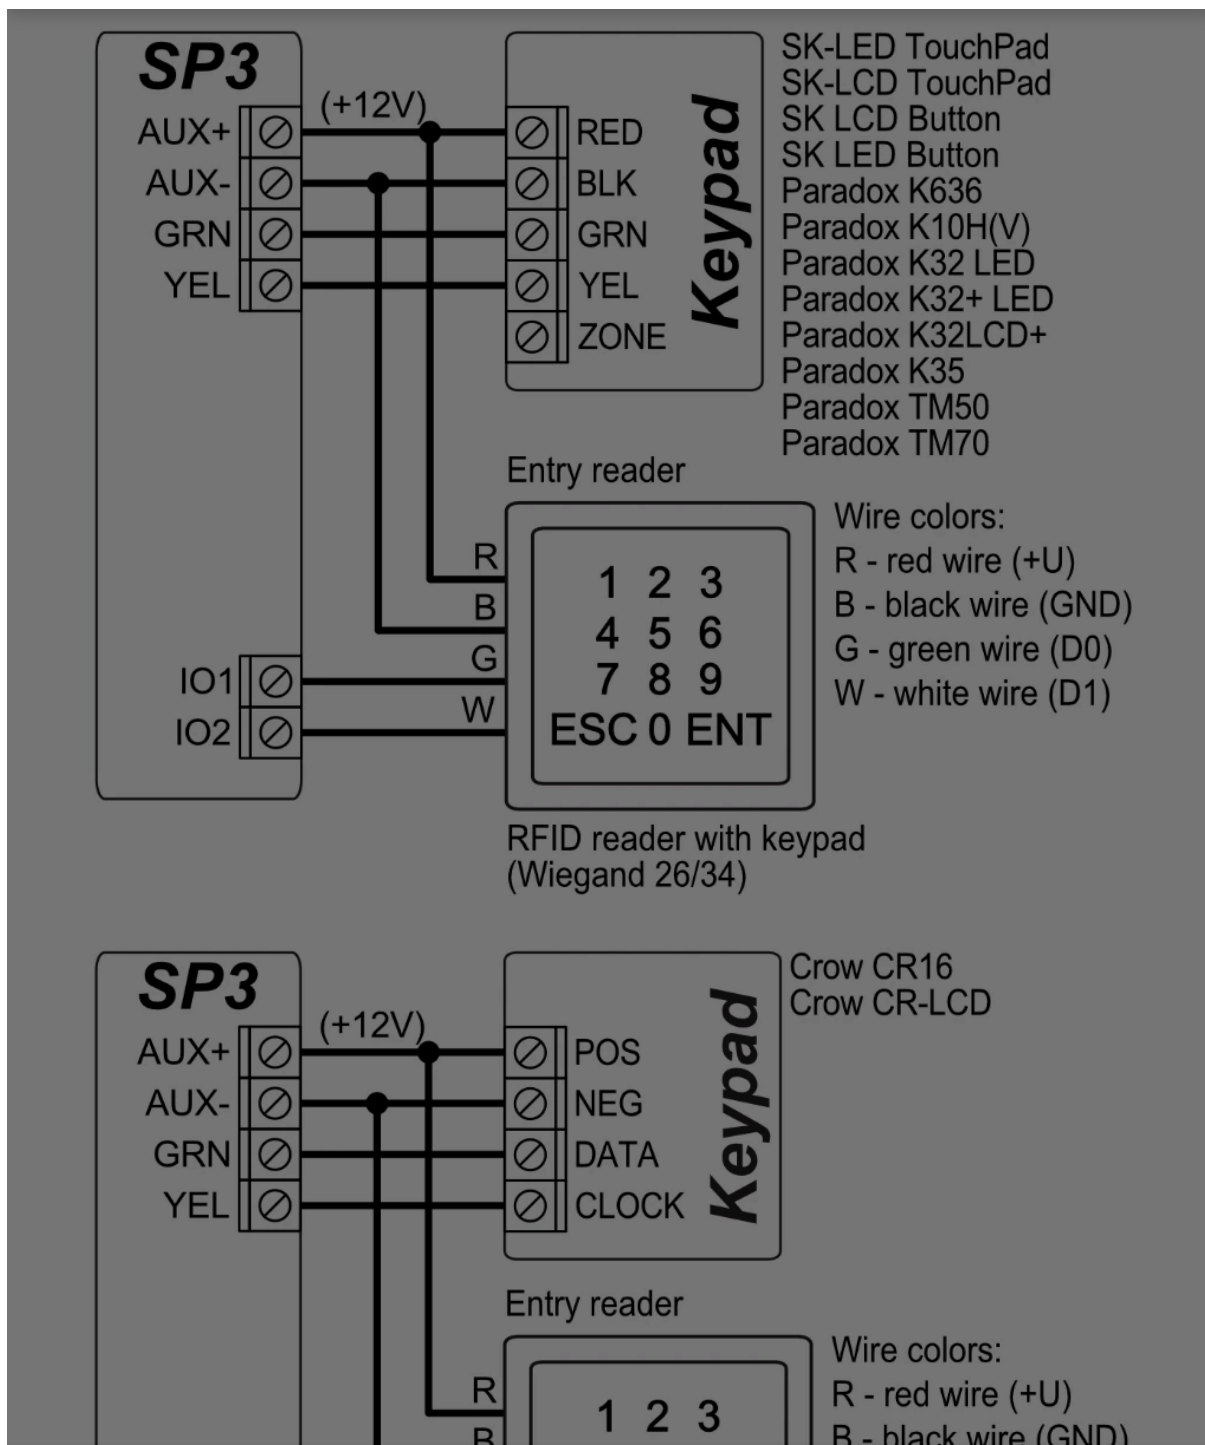 SP3
(+12V)
AUX+
AUX-
GRN
YEL
RED
BLK
GRN
YEL
ZONE
Keypad
SK-LED TouchPad
SK-LCD TouchPad
SK LCD Button
SK LED Button
Paradox K636
Paradox K10H(V)
Paradox K32 LED
Paradox K32+ LED
Paradox K32LCD+
Paradox K35
Paradox TM50
Paradox TM70
Entry reader
R
B
G
W
IO1
IO2
1 2 3
4 5 6
7 8 9
ESC 0 ENT
Wire colors:
R - red wire (+U)
B - black wire (GND)
G - green wire (D0)
W - white wire (D1)
RFID reader with keypad
(Wiegand 26/34)
SP3
(+12V)
AUX+
AUX-
GRN
YEL
POS
NEG
DATA
CLOCK
Keypad
Crow CR16
Crow CR-LCD
Entry reader
R
B
1 2 3
Wire colors:
R - red wire (+U)
B - black wire (GND)